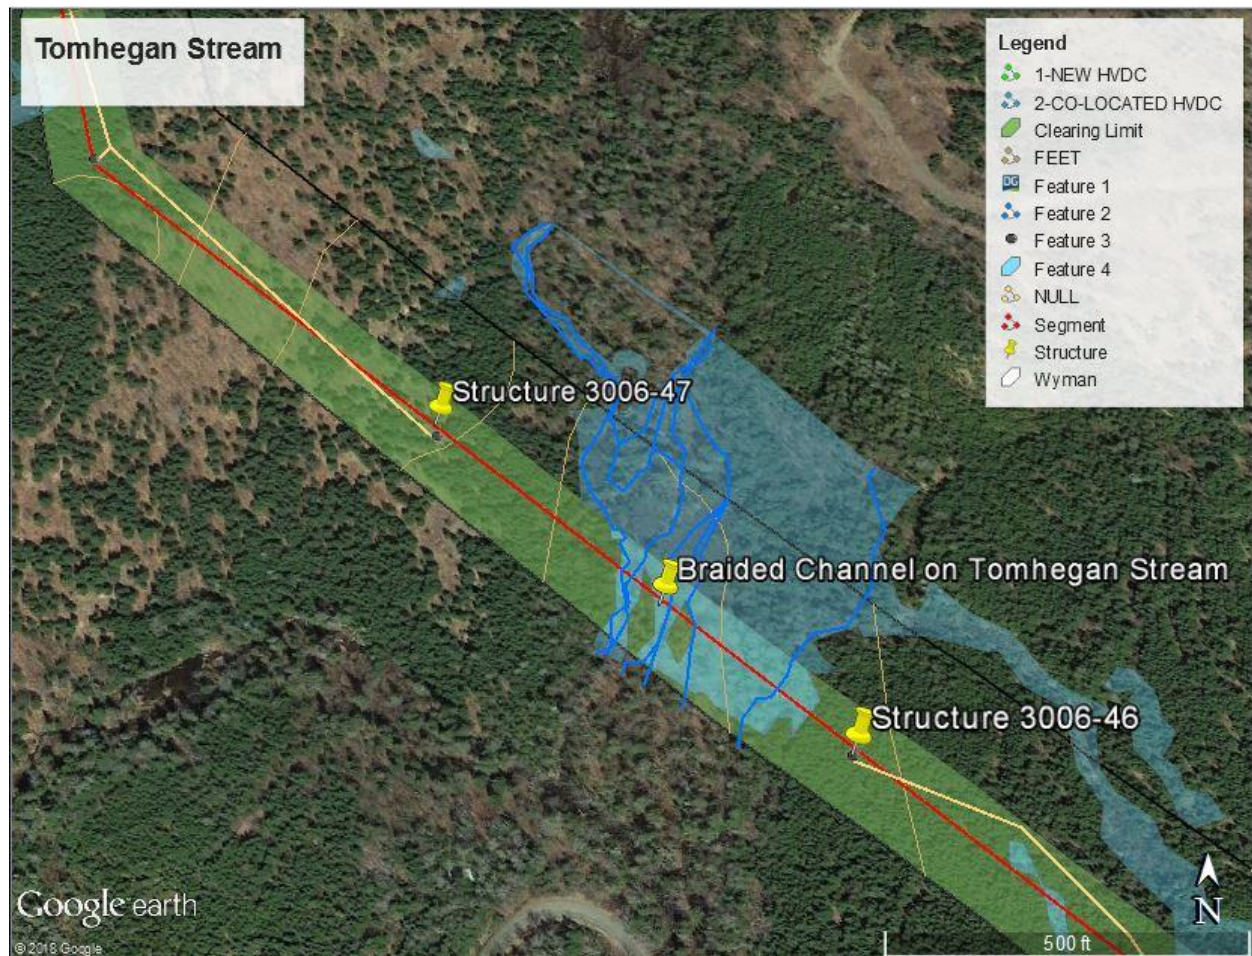 Tomhegan Stream
Legend
1-NEW HVDC
2-CO-LOCATED HVDC
Clearing Limit
FEET
DG Feature 1
Feature 2
Feature 3
Feature 4
NULL
Segment
Structure
Wyman
Structure 3006-47
Braided Channel on Tomhegan Stream
Structure 3006-46
Google earth
© 2018 Google
N
500 ft